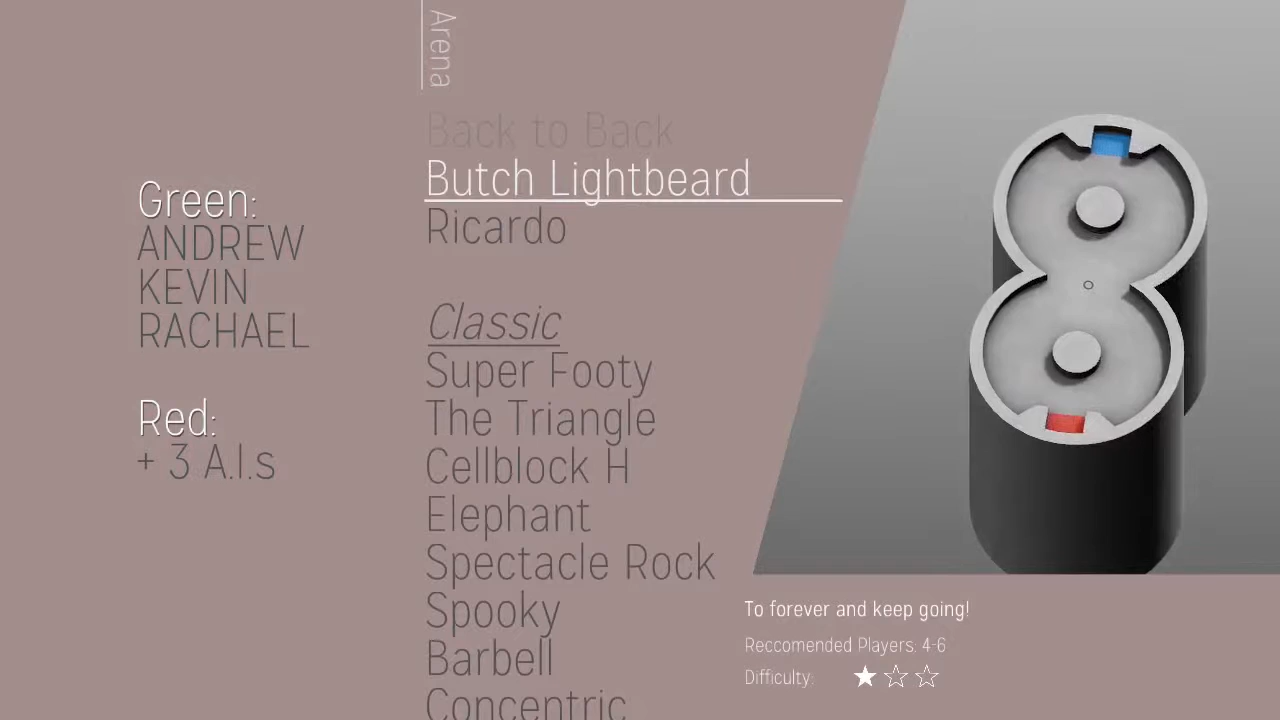 Arena
Back to Back
Butch Lightbeard
Ricardo
Classic
Super Footy
The Triangle
Cellblock H
Elephant
Spectacle Rock
Spooky
Barbell
Concentric
Green:
ANDREW
KEVIN
RACHAEL
Red:
+ 3 A.I.s
To forever and keep going!
Reccomended Players: 4-6
Difficulty: